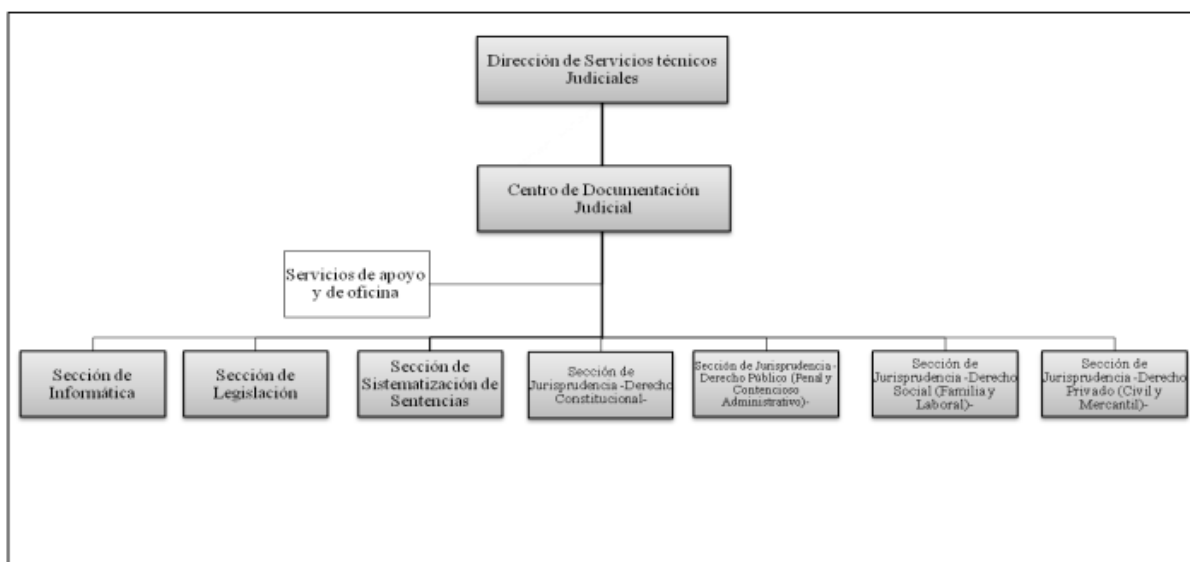 Dirección de Servicios técnicos
Judiciales
Centro de Documentación
Judicial
Servicios de apoyo
y de oficina
Sección de
Informática
Sección de
Legislación
Sección de
Sistematización de
Sentencias
Sección de
Jurisprudencia -Derecho
Constitucional-
Sección de Jurisprudencia -
Derecho Público (Penal y
Contencioso
Administrativo)-
Sección de
Jurisprudencia -Derecho
Social (Familia y
Laboral)-
Sección de
Jurisprudencia -Derecho
Privado (Civil y
Mercantil)-